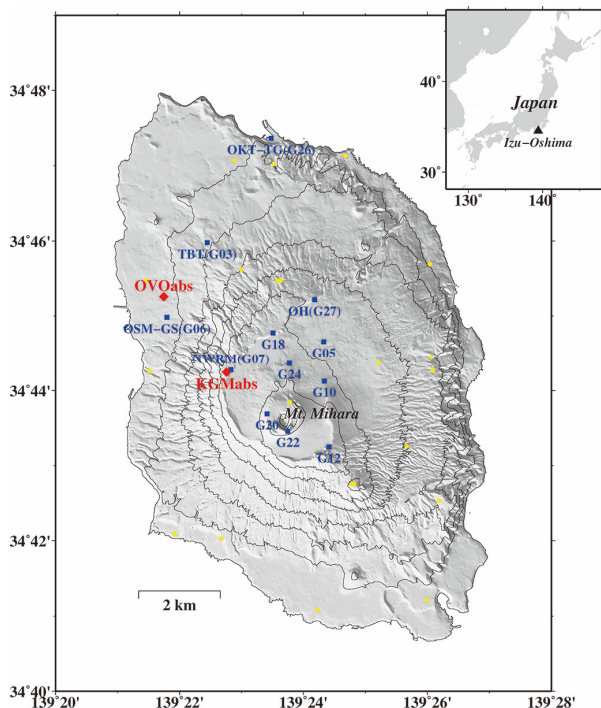 40°
30°
130°
140°
Japan
Izu−Oshima
34°48'
34°46'
34°44'
34°42'
34°40'
OKT−TG(G26)
TBT(G03)
OVOabs
OSM−GS(G06)
OH(G27)
G18
G05
NWRM(G07)
G24
KGMabs
G10
G20
Mt. Mihara
G22
G12
2 km
139°20'
139°22'
139°24'
139°26'
139°28'